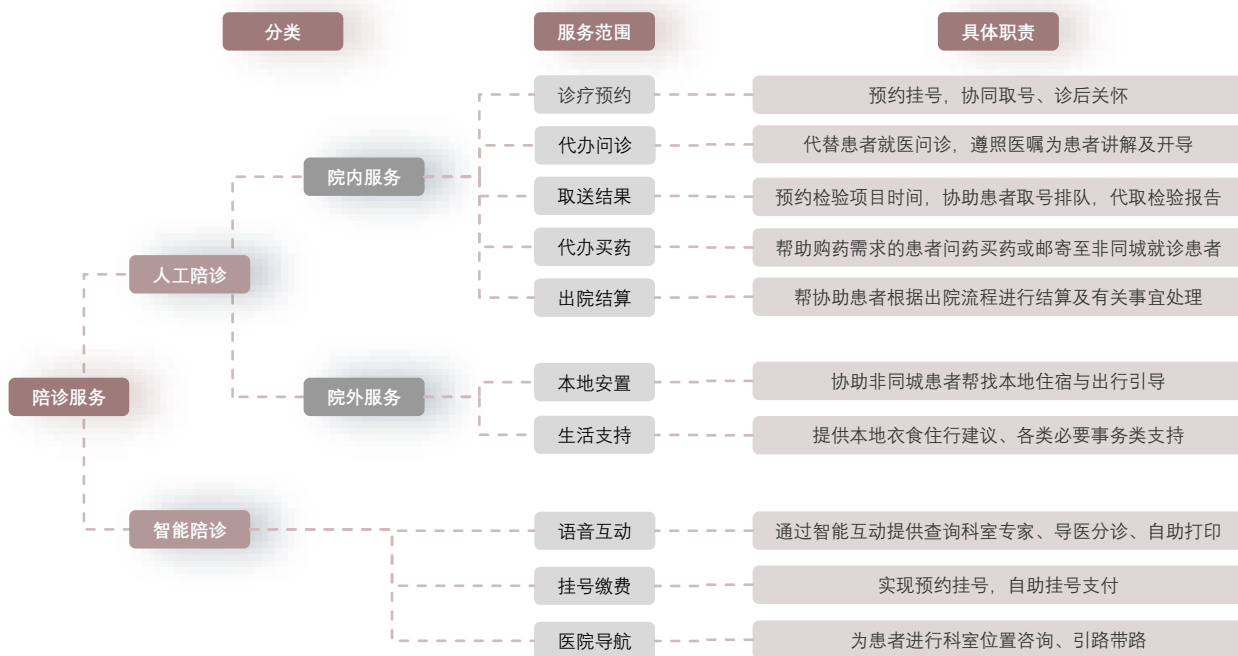 分类
服务范围
具体职责
陪诊服务
人工陪诊
院内服务
诊疗预约
预约挂号，协同取号、诊后关怀
代办问诊
代替患者就医问诊，遵照医嘱为患者讲解及开导
取送结果
预约检验项目时间，协助患者取号排队，代取检验报告
代办买药
帮助购药需求的患者问药买药或邮寄至非同城就诊患者
出院结算
帮协助患者根据出院流程进行结算及有关事宜处理
院外服务
本地安置
协助非同城患者帮找本地住宿与出行引导
生活支持
提供本地衣食住行建议、各类必要事务类支持
智能陪诊
语音互动
通过智能互动提供查询科室专家、导医分诊、自助打印
挂号缴费
实现预约挂号，自助挂号支付
医院导航
为患者进行科室位置咨询、引路带路